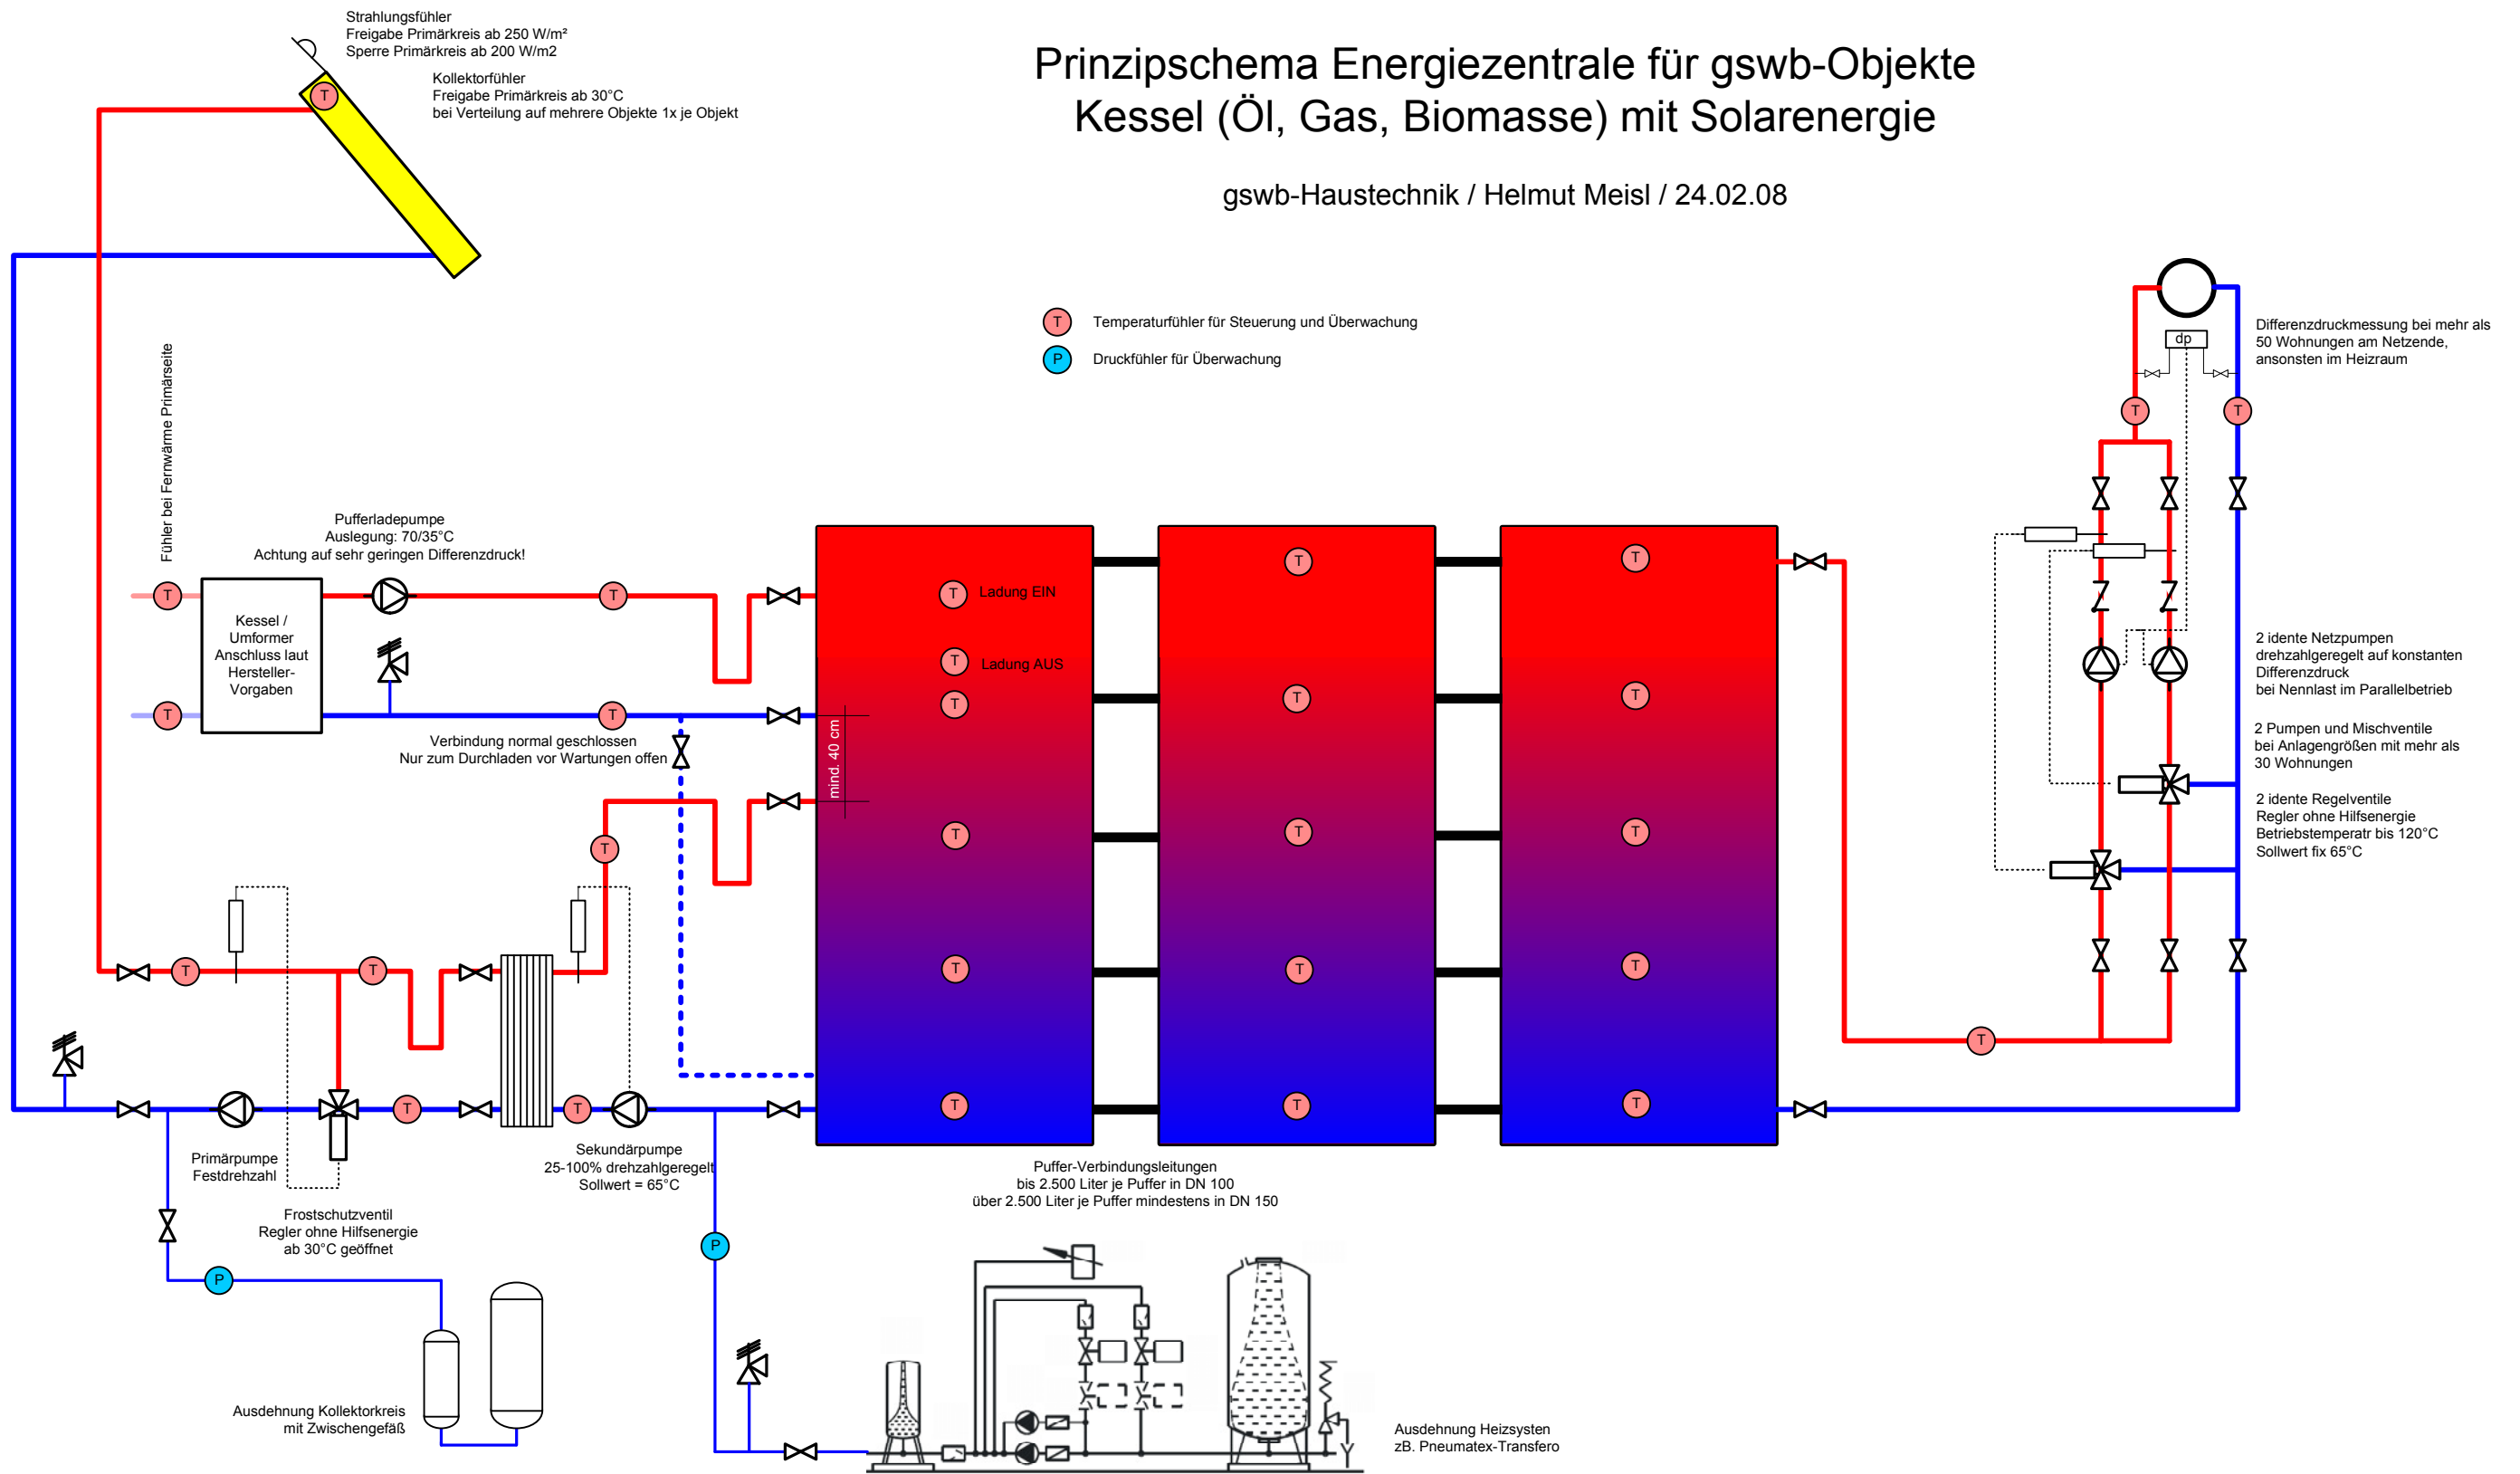 Strahlungsfühler
Freigabe Primärkreis ab 250 W/m²
Sperre Primärkreis ab 200 W/m2
Kollektorfühler
Freigabe Primärkreis ab 30°C
bei Verteilung auf mehrere Objekte 1x je Objekt
T
Prinzipschema Energiezentrale für gswb-Objekte
Kessel (Öl, Gas, Biomasse) mit Solarenergie
gswb-Haustechnik / Helmut Meisl / 24.02.08
T
Temperaturfühler für Steuerung und Überwachung
P
Druckfühler für Überwachung
dp
Differenzdruckmessung bei mehr als
50 Wohnungen am Netzende,
ansonsten im Heizraum
T
T
Fühler bei Fernwärme Primärseite
Pufferladepumpe
Auslegung: 70/35°C
Achtung auf sehr geringen Differenzdruck!
T
T
T
T
Kessel /
Umformer
Anschluss laut
Hersteller-
Vorgaben
Verbindung normal geschlossen
Nur zum Durchladen vor Wartungen offen
T
Ladung EIN
T
Ladung AUS
T
mind. 40 cm
T
T
T
T
T
T
T
T
T
T
T
T
T
2 idente Netzpumpen
drehzahlgeregelt auf konstanten
Differenzdruck
bei Nennlast im Parallelbetrieb
2 Pumpen und Mischventile
bei Anlagengrößen mit mehr als
30 Wohnungen
2 idente Regelventile
Regler ohne Hilfsenergie
Betriebstemperatr bis 120°C
Sollwert fix 65°C
T
T
T
T
T
T
Primärpumpe
Festdrehzahl
Sekundärpumpe
25-100% drehzahlgeregelt
Sollwert = 65°C
Frostschutzventil
Regler ohne Hilfsenergie
ab 30°C geöffnet
Puffer-Verbindungsleitungen
bis 2.500 Liter je Puffer in DN 100
über 2.500 Liter je Puffer mindestens in DN 150
P
P
Ausdehnung Kollektorkreis
mit Zwischengefäß
Ausdehnung Heizsysten
zB. Pneumatex-Transfero